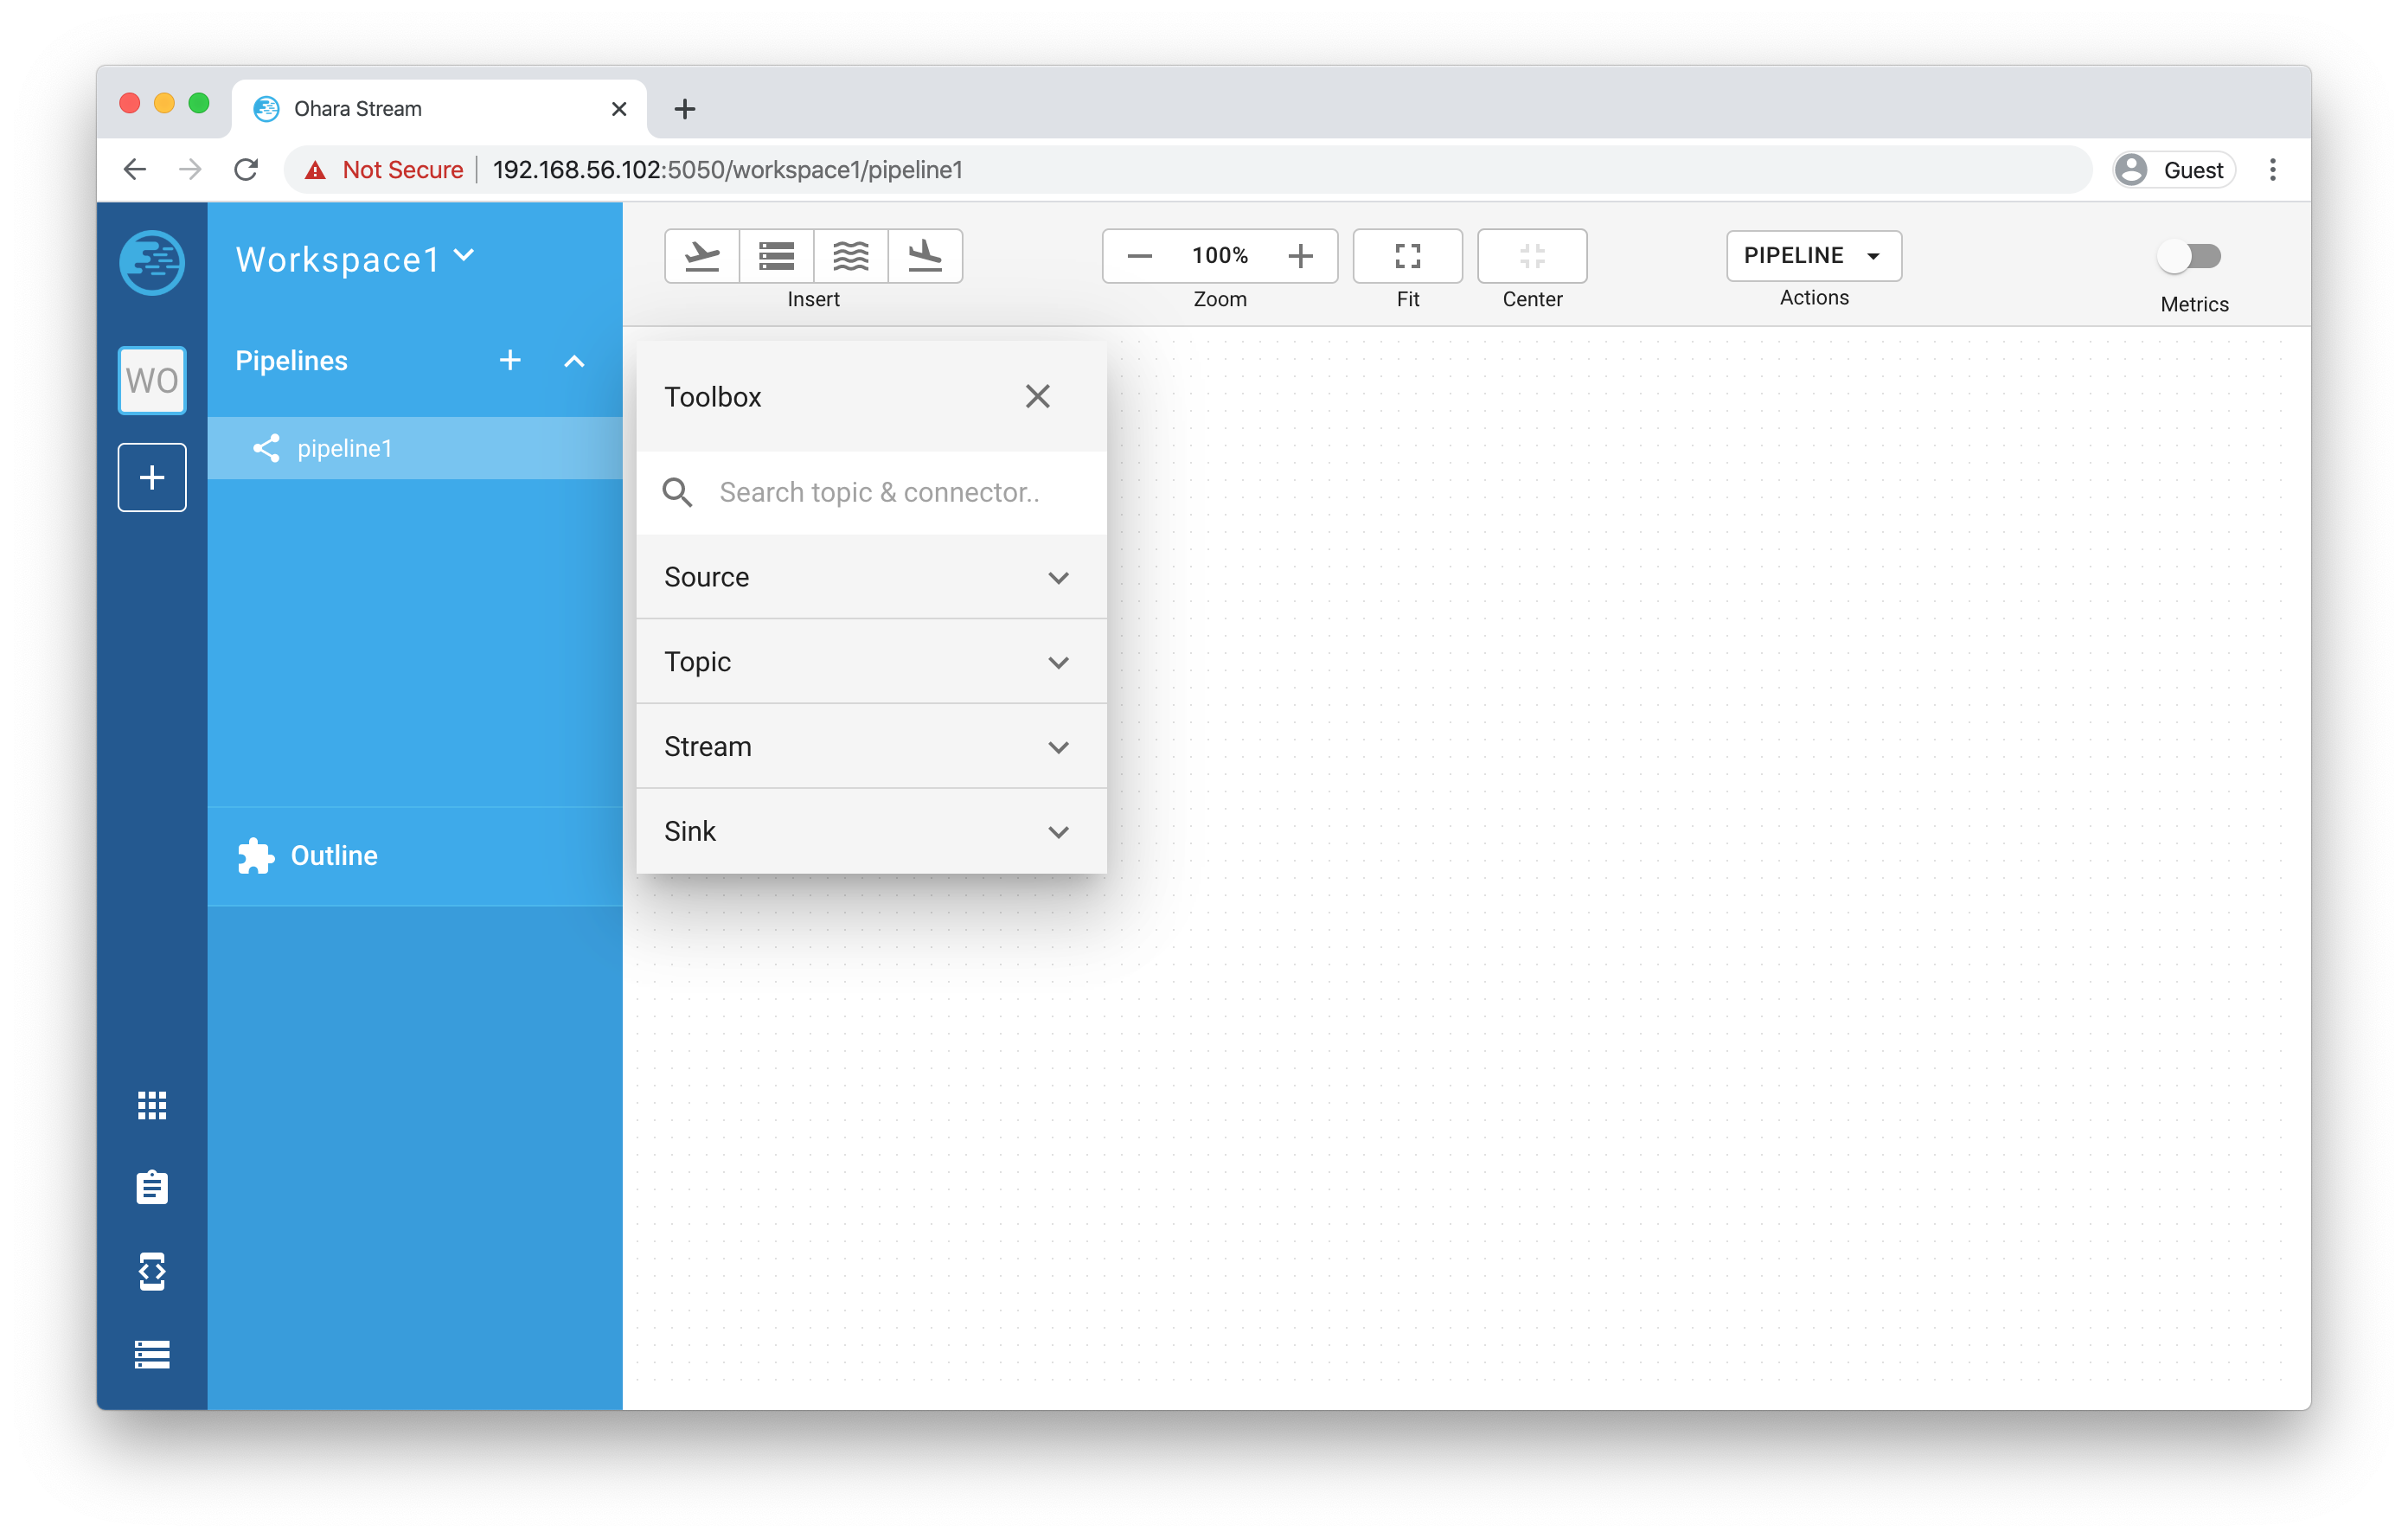 Ohara Stream
Not Secure
192.168.56.102:5050/workspace1/pipeline1
Guest
Workspace1
WO
Pipelines
pipeline1
Outline
Insert
100%
Zoom
Fit
Center
PIPELINE
Actions
Metrics
Toolbox
Search topic & connector..
Source
Topic
Stream
Sink